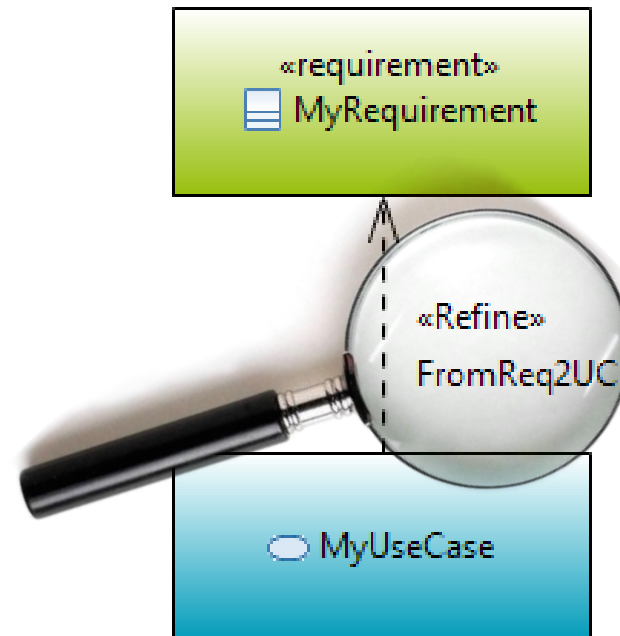 «requirement»
MyRequirement
«Refine»
FromReq2UC
MyUseCase